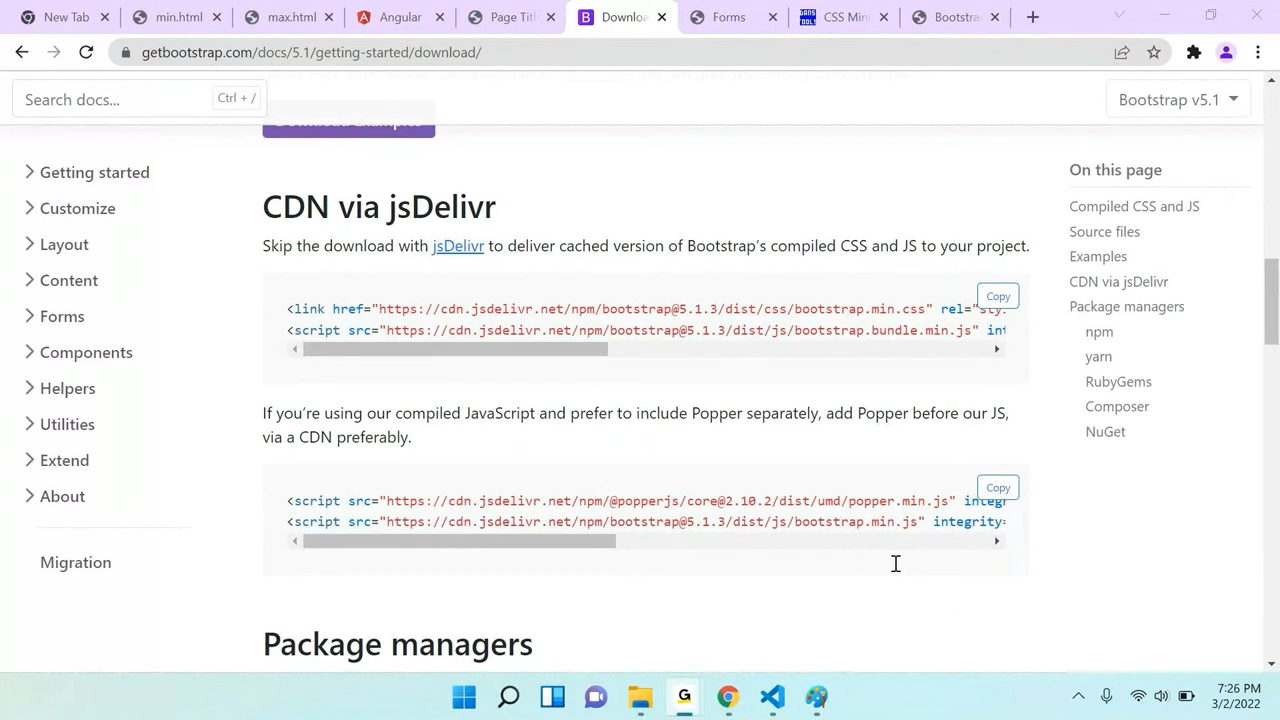 New Tab
min.html
max.html
Angular
Page Tit
Downloa
Forms
CSS Min
Bootstra
getbootstrap.com/docs/5.1/getting-started/download/
Search docs...
Ctrl + /
Bootstrap v5.1
Getting started
Customize
Layout
Content
Forms
Components
Helpers
Utilities
Extend
About
Migration
CDN via jsDelivr
Skip the download with jsDelivr to deliver cached version of Bootstrap's compiled CSS and JS to your project.
Copy
<link href="https://cdn.jsdelivr.net/npm/bootstrap@5.1.3/dist/css/bootstrap.min.css" rel="sty
<script src="https://cdn.jsdelivr.net/npm/bootstrap@5.1.3/dist/js/bootstrap.bundle.min.js" int
If you're using our compiled JavaScript and prefer to include Popper separately, add Popper before our JS,
via a CDN preferably.
Copy
<script src="https://cdn.jsdelivr.net/npm/@popperjs/core@2.10.2/dist/umd/popper.min.js" integr
<script src="https://cdn.jsdelivr.net/npm/bootstrap@5.1.3/dist/js/bootstrap.min.js" integrity=
Package managers
On this page
Compiled CSS and JS
Source files
Examples
CDN via jsDelivr
Package managers
npm
yarn
RubyGems
Composer
NuGet
7:26 PM
3/2/2022